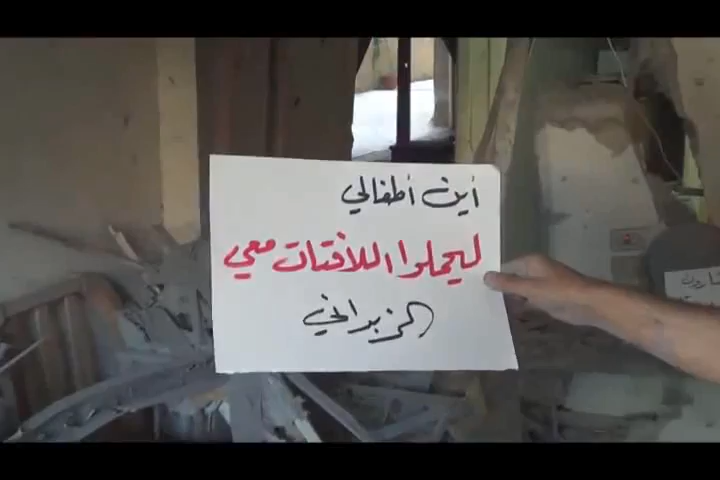 أين أطفالي
ليحملوا اللافتات معي
الزبداني